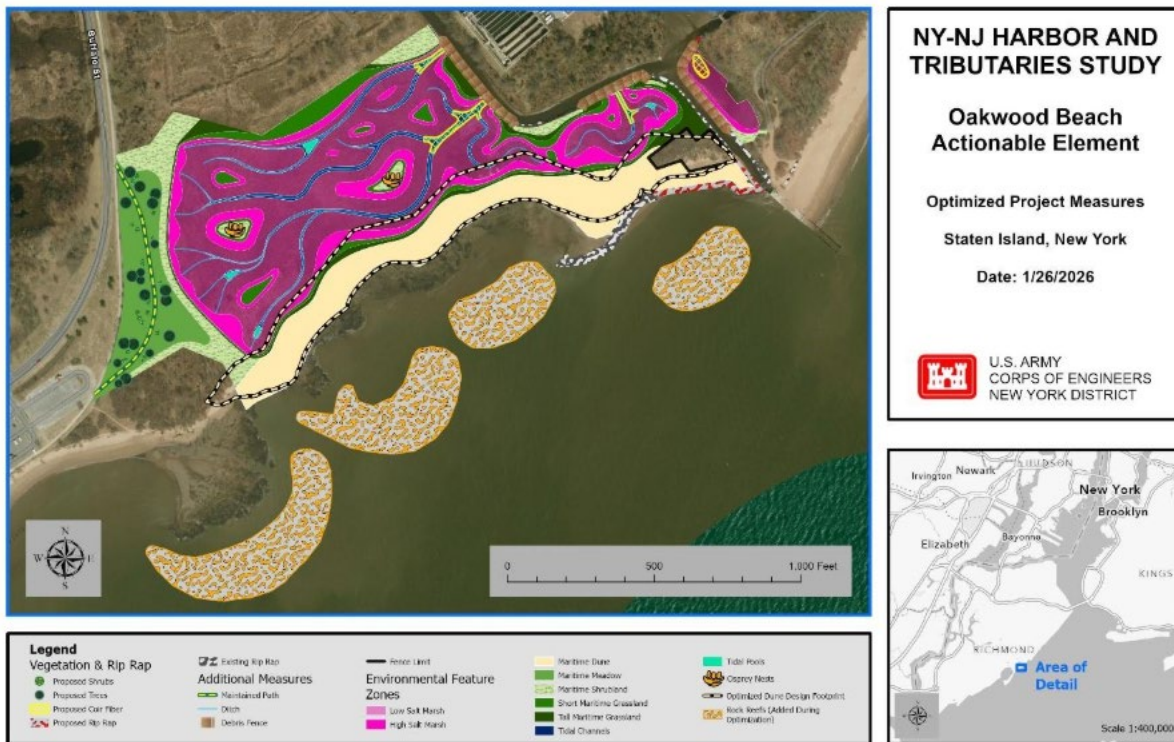 Buffalo St
N
W E
S
0 500 1,000 Feet
NY-NJ HARBOR AND
TRIBUTARIES STUDY
Oakwood Beach
Actionable Element
Optimized Project Measures
Staten Island, New York
Date: 1/26/2026
U.S. ARMY
CORPS OF ENGINEERS
NEW YORK DISTRICT
HUDSON
Irvington
Newark
New York
Brooklyn
Bayonne
Elizabeth
KINGS
RICHMOND
Area of
Detail
Scale 1:400,000
Legend
Vegetation & Rip Rap
Proposed Shrubs
Proposed Trees
Proposed Coir Fiber
Proposed Rip Rap
Existing Rip Rap
Additional Measures
Maintained Path
Ditch
Debris Fence
Fence Limit
Environmental Feature
Zones
Low Salt Marsh
High Salt Marsh
Maritime Dune
Maritime Meadow
Maritime Shrubland
Short Maritime Grassland
Tall Maritime Grassland
Tidal Channels
Tidal Pools
Osprey Nests
Optimized Dune Design Footprint
Rock Reefs (Added During
Optimization)